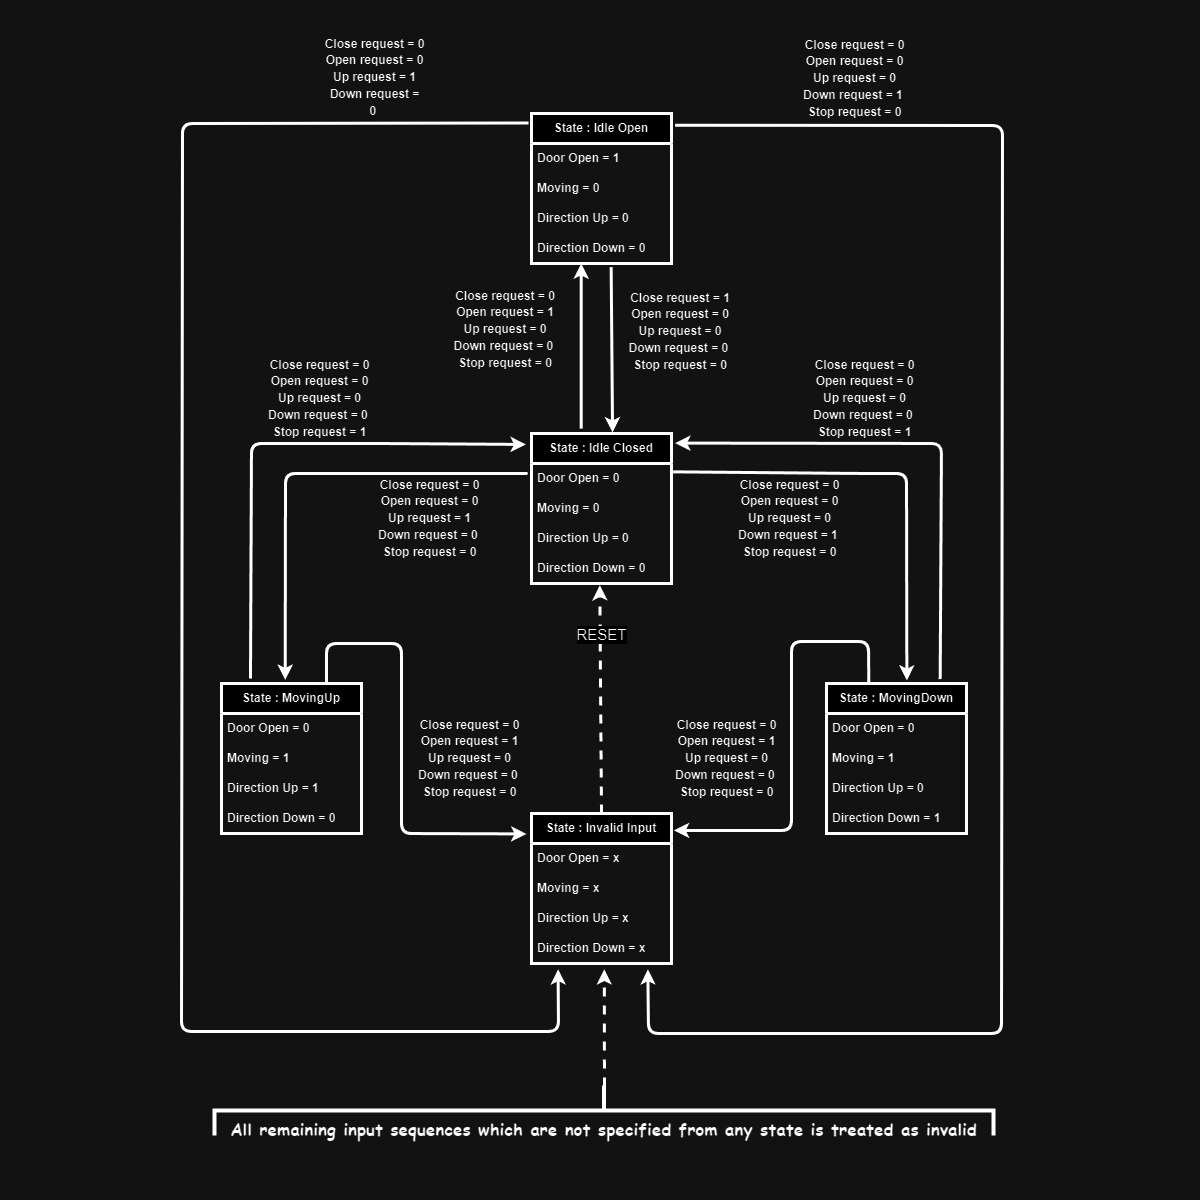 Close request = 0
Open request = 0
Up request = 1
Down request =
0
Close request = 0
Open request = 0
Up request = 0
Down request = 1
Stop request = 0
State : Idle Open
Door Open = 1
Moving = 0
Direction Up = 0
Direction Down = 0
Close request = 0
Open request = 1
Up request = 0
Down request = 0
Stop request = 0
Close request = 1
Open request = 0
Up request = 0
Down request = 0
Stop request = 0
Close request = 0
Open request = 0
Up request = 0
Down request = 0
Stop request = 1
Close request = 0
Open request = 0
Up request = 0
Down request = 0
Stop request = 1
State : Idle Closed
Door Open = 0
Moving = 0
Direction Up = 0
Direction Down = 0
Close request = 0
Open request = 0
Up request = 1
Down request = 0
Stop request = 0
Close request = 0
Open request = 0
Up request = 0
Down request = 1
Stop request = 0
RESET
State : MovingUp
Door Open = 0
Moving = 1
Direction Up = 1
Direction Down = 0
Close request = 0
Open request = 1
Up request = 0
Down request = 0
Stop request = 0
Close request = 0
Open request = 1
Up request = 0
Down request = 0
Stop request = 0
State : MovingDown
Door Open = 0
Moving = 1
Direction Up = 0
Direction Down = 1
State : Invalid Input
Door Open = x
Moving = x
Direction Up = x
Direction Down = x
All remaining input sequences which are not specified from any state is treated as invalid